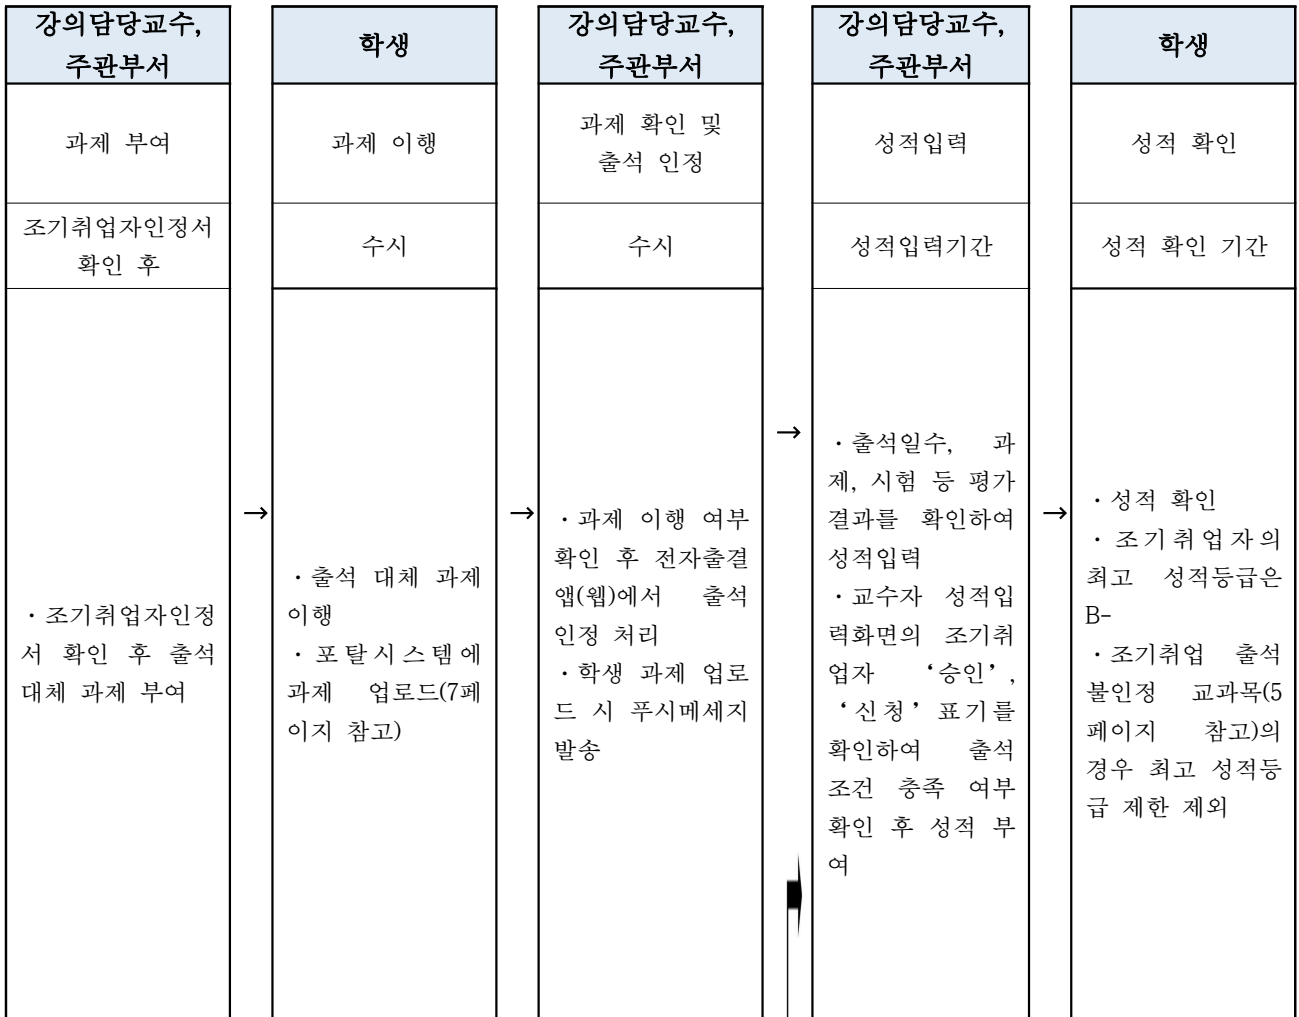 강의담당교수,
주관부서
과제 부여
조기취업자인정서
확인 후
· 조기취업자인정
서 확인 후 출석
대체 과제 부여
→
학생
과제 이행
수시
· 출석 대체 과제
이행
· 포탈시스템에
과제 업로드(7페
이지 참고)
→
강의담당교수,
주관부서
과제 확인 및
출석 인정
수시
· 과제 이행 여부
확인 후 전자출결
앱(웹)에서 출석
인정 처리
· 학생 과제 업로
드 시 푸시메세지
발송
→
강의담당교수,
주관부서
성적입력
성적입력기간
· 출석일수, 과
제, 시험 등 평가
결과를 확인하여
성적입력
· 교수자 성적입
력화면의 조기취
업자 ‘승인’,
‘신청’ 표기를
확인하여 출석
조건 충족 여부
확인 후 성적 부
여
→
학생
성적 확인
성적 확인 기간
· 성적 확인
· 조기취업자의
최고 성적등급은
B-
· 조기취업 출석
불인정 교과목(5
페이지 참고)의
경우 최고 성적등
급 제한 제외